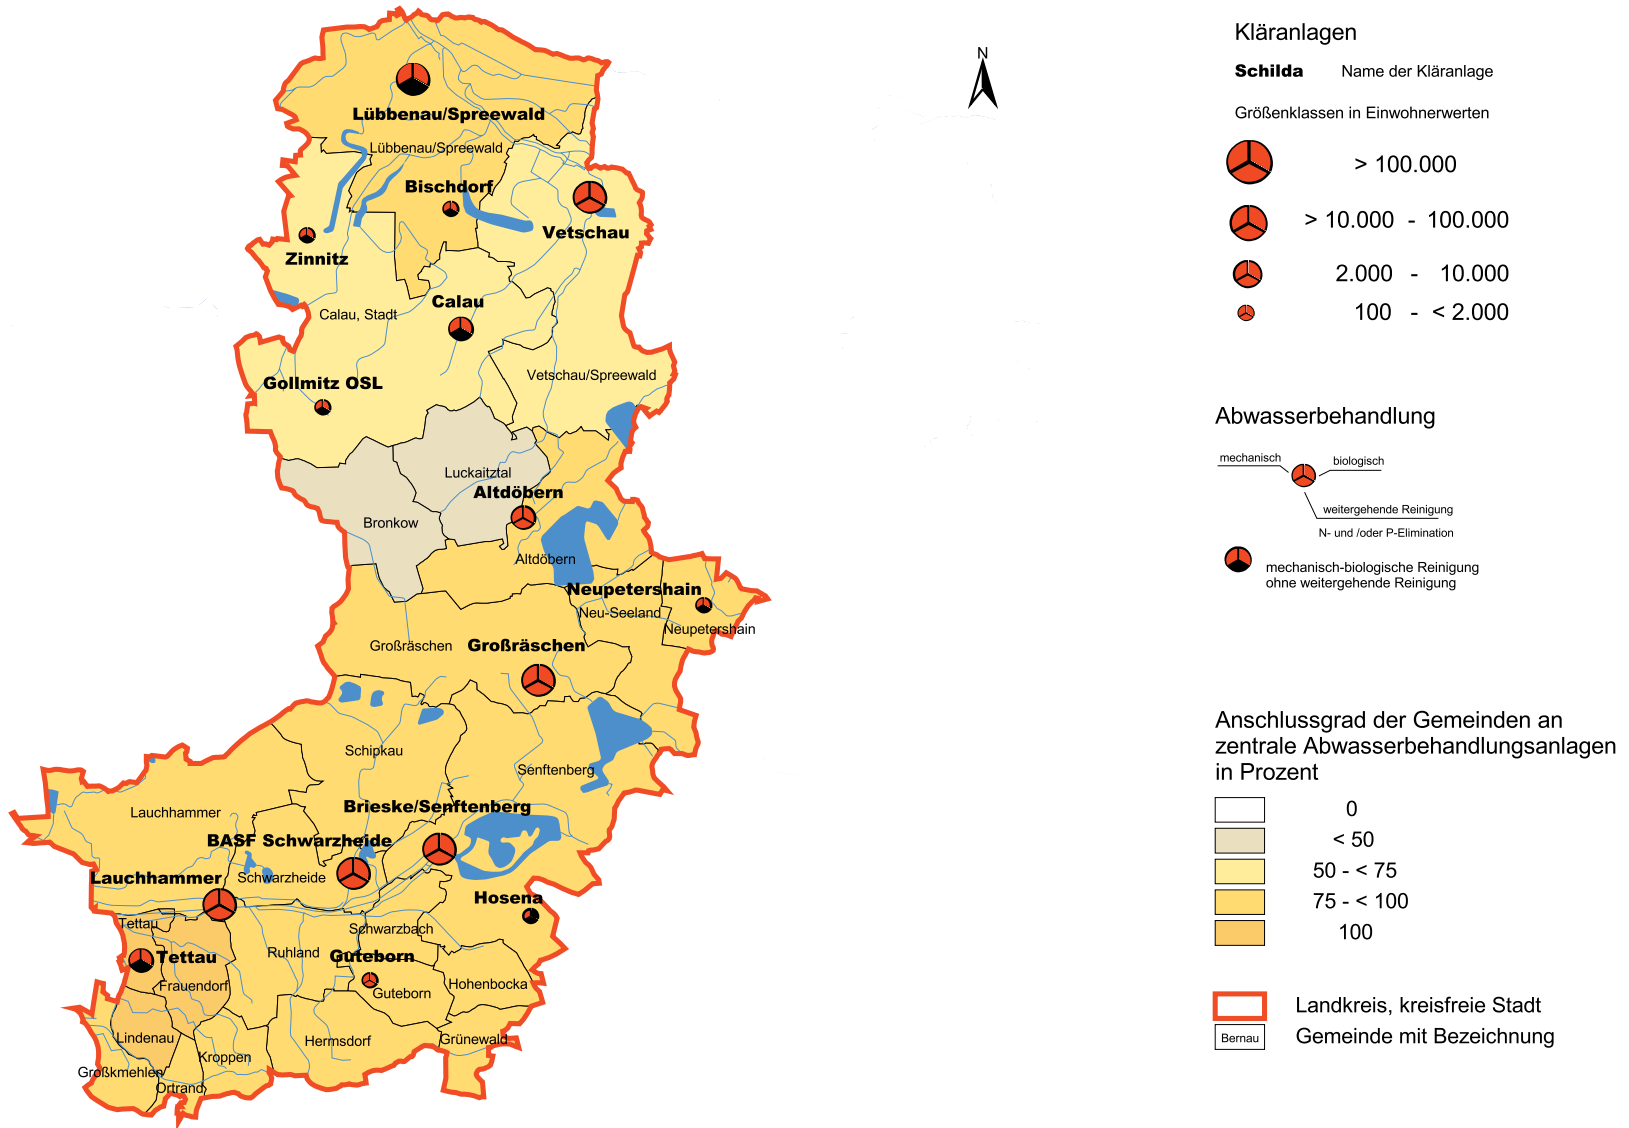 Lübbenau/Spreewald
Lübbenau/Spreewald
Bischdorf
Vetschau
Zinnitz
Calau
Calau, Stadt
Vetschau/Spreewald
Gollmitz OSL
Luckaitztal
Altdöbern
Bronkow
Altdöbern
Neupetershain
Neu-Seeland
Neupetershain
Großräschen
Großräschen
Schipkau
Senftenberg
Brieske/Senftenberg
Lauchhammer
BASF Schwarzheide
Schwarzheide
Lauchhammer
Hosena
Tettau
Schwarzbach
Ruhland
Guteborn
Tettau
Frauendorf
Guteborn
Hohenbocka
Lindenau
Hermsdorf
Grünewald
Kroppen
Großkmehlen
Ortrand
N
Kläranlagen
Schilda Name der Kläranlage
Größenklassen in Einwohnerwerten
> 100.000
> 10.000 - 100.000
2.000 - 10.000
100 - < 2.000
Abwasserbehandlung
mechanisch
biologisch
weitergehende Reinigung
N- und /oder P-Elimination
mechanisch-biologische Reinigung
ohne weitergehende Reinigung
Anschlussgrad der Gemeinden an
zentrale Abwasserbehandlungsanlagen
in Prozent
0
< 50
50 - < 75
75 - < 100
100
Landkreis, kreisfreie Stadt
Bernau Gemeinde mit Bezeichnung